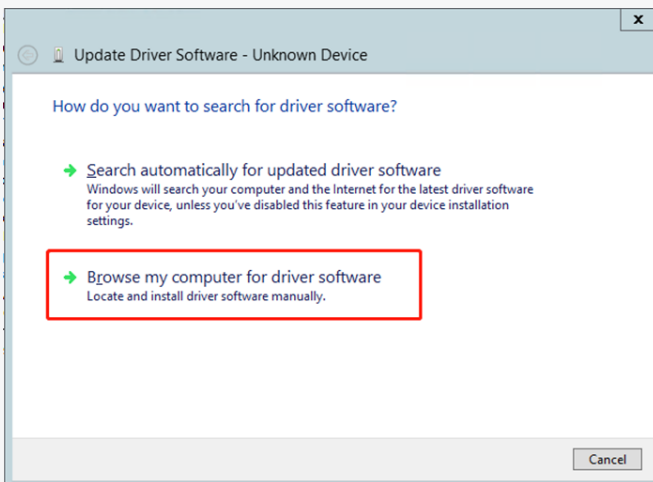 x
Update Driver Software - Unknown Device
How do you want to search for driver software?
Search automatically for updated driver software
Windows will search your computer and the Internet for the latest driver software
for your device, unless you've disabled this feature in your device installation
settings.
Browse my computer for driver software
Locate and install driver software manually.
Cancel